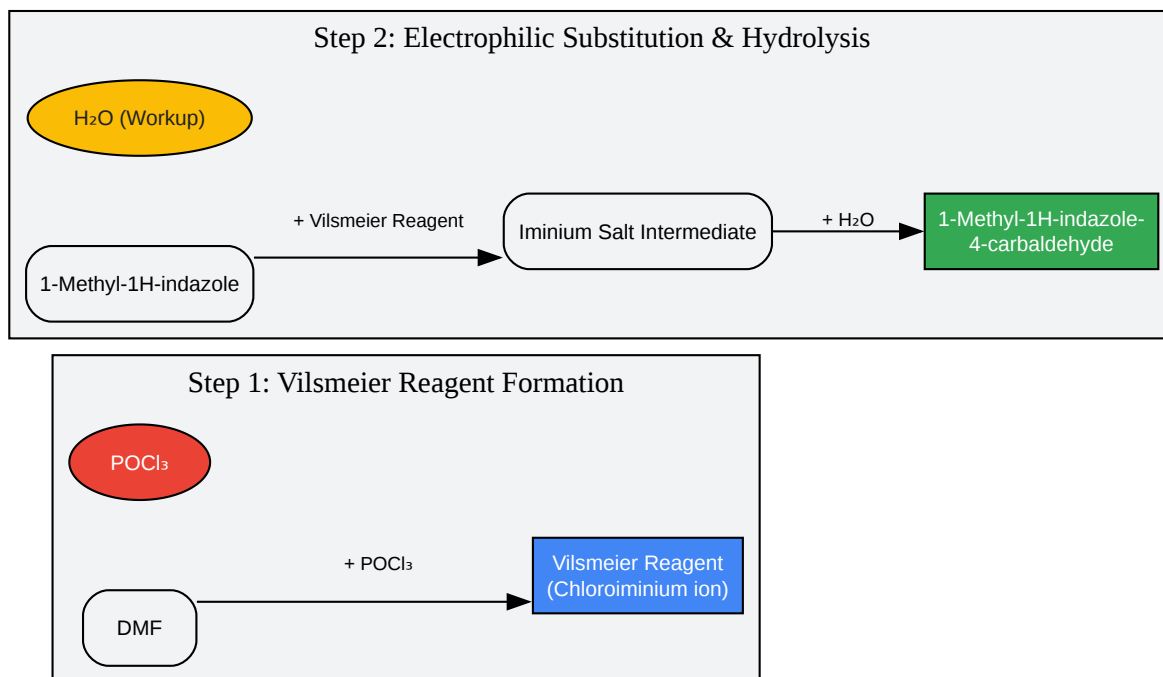 Step 2: Electrophilic Substitution & Hydrolysis
H₂O (Workup)
+ Vilsmeier Reagent
Iminium Salt Intermediate
+ H₂O
1-Methyl-1H-indazole-
4-carbaldehyde
1-Methyl-1H-indazole
Step 1: Vilsmeier Reagent Formation
POCl₃
+ POCl₃
Vilsmeier Reagent
(Chloroiminium ion)
DMF